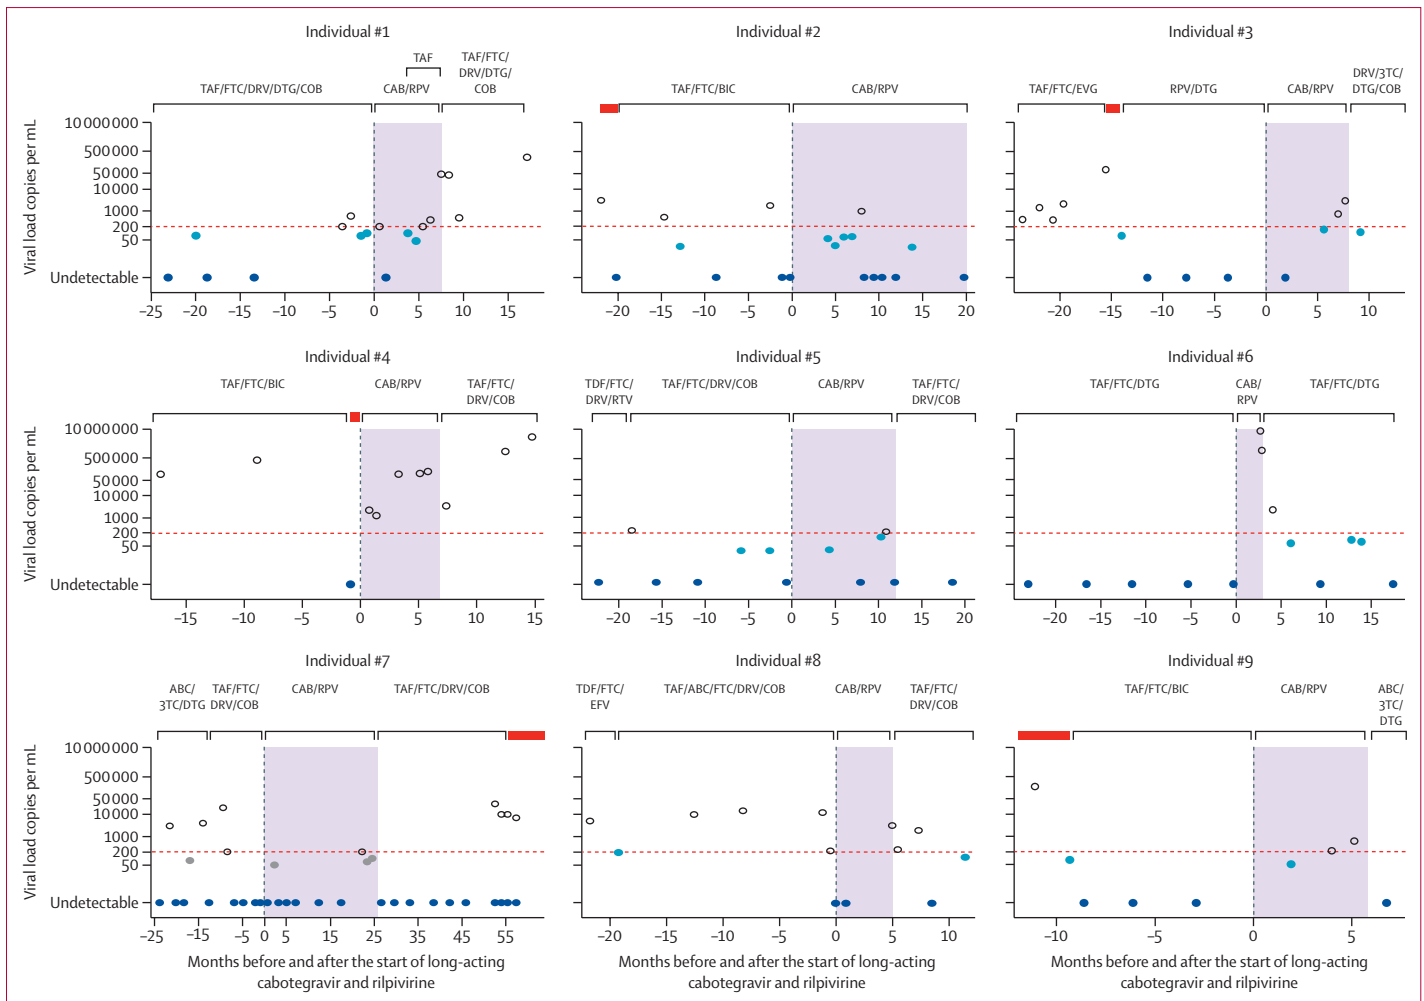 Individual #1
Individual #2
Individual #3
TAF
TAF/FTC/
DRV/DTG/
COB
TAF/FTC/DRV/DTG/COB
CAB/RPV
TAF/FTC/BIC
CAB/RPV
TAF/FTC/EVG
RPV/DTG
CAB/RPV
DRV/3TC/
DTG/COB
Viral load copies per mL
10 000 000
500 000
50 000
10 000
1000
200
50
Undetectable
–25 –20 –15 –10 –5 0 5 10 15
–20 –15 –10 –5 0 5 10 15 20
–20 –15 –10 –5 0 5 10
Individual #4
Individual #5
Individual #6
TAF/FTC/BIC
CAB/RPV
TAF/FTC/
DRV/COB
TDF/FTC/
DRV/RTV
TAF/FTC/DRV/COB
CAB/RPV
TAF/FTC/
DRV/COB
TAF/FTC/DTG
CAB/
RPV
TAF/FTC/DTG
Viral load copies per mL
10 000 000
500 000
50 000
10 000
1000
200
50
Undetectable
–15 –10 –5 0 5 10 15
–20 –15 –10 –5 0 5 10 15 20
–20 –15 –10 –5 0 5 10 15
Individual #7
Individual #8
Individual #9
ABC/
3TC/DTG
TAF/FTC/
DRV/COB
CAB/RPV
TAF/FTC/DRV/COB
TDF/FTC/
EFV
TAF/ABC/FTC/DRV/COB
CAB/RPV
TAF/FTC/
DRV/COB
TAF/FTC/BIC
CAB/RPV
ABC/
3TC/
DTG
Viral load copies per mL
10 000 000
500 000
50 000
10 000
1000
200
50
Undetectable
–25 –15 –5 0 5 15 25 35 45 55
–20 –15 –10 –5 0 5 10
–10 –5 0 5
Months before and after the start of long-acting
cabotegravir and rilpivirine
Months before and after the start of long-acting
cabotegravir and rilpivirine
Months before and after the start of long-acting
cabotegravir and rilpivirine